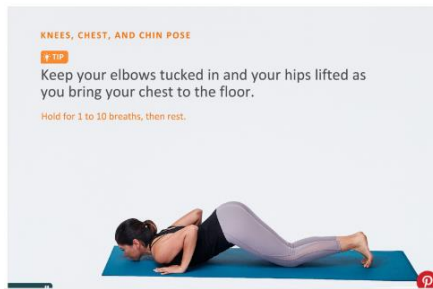 KNEES, CHEST, AND CHIN POSE
TIP
Keep your elbows tucked in and your hips lifted as
you bring your chest to the floor.
Hold for 1 to 10 breaths, then rest.